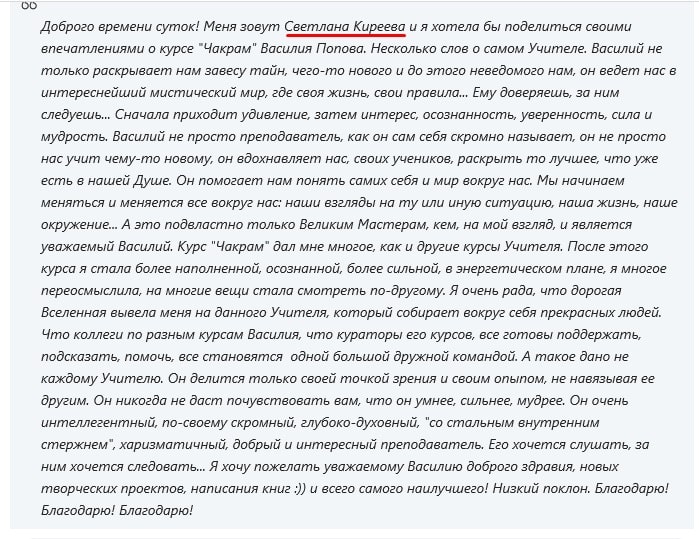 Доброго времени суток! Меня зовут Светлана Киреева и я хотела бы поделиться своими
впечатлениями о курсе "Чакрам" Василия Попова. Несколько слов о самом Учителе. Василий не
только раскрывает нам завесу тайн, чего-то нового и до этого неведомого нам, он ведет нас в
интереснейший мистический мир, где своя жизнь, свои правила... Ему доверяешь, за ним
следуешь... Сначала приходит удивление, затем интерес, осознанность, уверенность, сила и
мудрость. Василий не просто преподаватель, как он сам себя скромно называет, он не просто
нас учит чему-то новому, он вдохнавляет нас, своих учеников, раскрыть то лучшее, что уже
есть в нашей Душе. Он помогает нам понять самих себя и мир вокруг нас. Мы начинаем
меняться и меняется все вокруг нас: наши взгляды на ту или иную ситуацию, наша жизнь, наше
окружение... А это подвластно только Великим Мастерам, кем, на мой взгляд, и является
уважаемый Василий. Курс "Чакрам" дал мне многое, как и другие курсы Учителя. После этого
курса я стала более наполненной, осознанной, более сильной, в энергетическом плане, я многое
переосмыслила, на многие вещи стала смотреть по-другому. Я очень рада, что дорогая
Вселенная вывела меня на данного Учителя, который собирает вокруг себя прекрасных людей.
Что коллеги по разным курсам Василия, что кураторы его курсов, все готовы поддержать,
подсказать, помочь, все становятся одной большой дружной командой. А такое дано не
каждому Учителю. Он делится только своей точкой зрения и своим опыпом, не навязывая ее
другим. Он никогда не даст почувствовать вам, что он умнее, сильнее, мудрее. Он очень
интеллегентный, по-своему скромный, глубоко-духовный, "со стальным внутренним
стержнем", харизматичный, добрый и интересный преподаватель. Его хочется слушать, за
ним хочется следовать... Я хочу пожелать уважаемому Василию доброго здравия, новых
творческих проектов, написания книг :)) и всего самого наилучшего! Низкий поклон. Благодарю!
Благодарю! Благодарю!